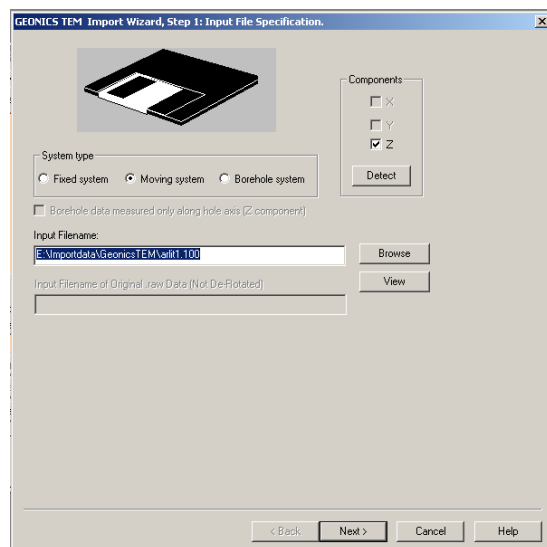 GEONICS TEM Import Wizard, Step 1: Input File Specification.
Components
X
Y
Z
Detect
System type
Fixed system Moving system Borehole system
Borehole data measured only along hole axis (Z component)
Input Filename:
E:\Importdata\GeonicsTEM\arlit1.100
Browse
View
Input Filename of Original .raw Data (Not De-Rotated)
< Back Next > Cancel Help